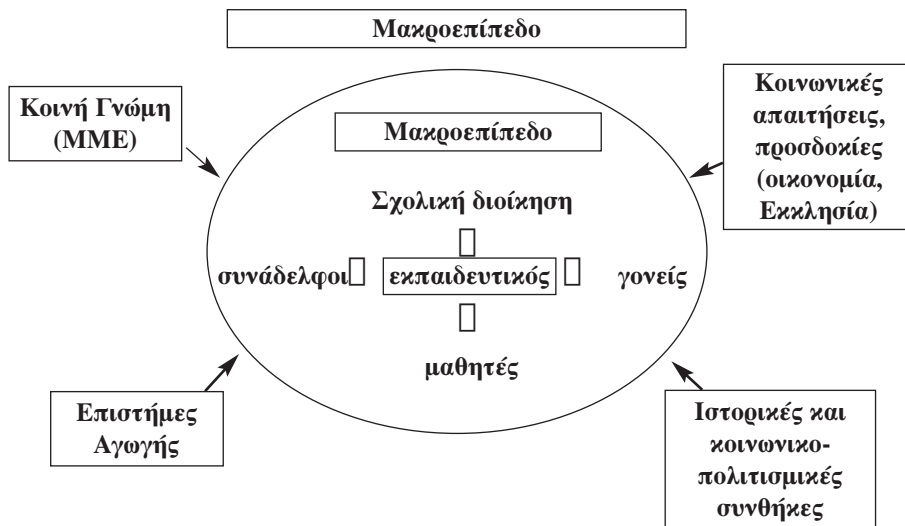 Μακροεπίπεδο
Κοινή Γνώμη
(ΜΜΕ)
Κοινωνικές
απαιτήσεις,
προσδοκίες
(οικονομία,
Εκκλησία)
Μακροεπίπεδο
Σχολική διοίκηση
συνάδελφοι
εκπαιδευτικός
γονείς
μαθητές
Επιστήμες
Αγωγής
Ιστορικές και
κοινωνικο-
πολιτισμικές
συνθήκες